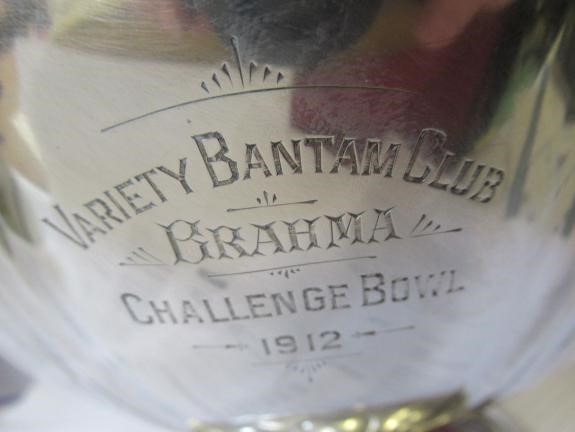 VARIETY BANTAM CLUB
BRAHMA
CHALLENGE BOWL
1912